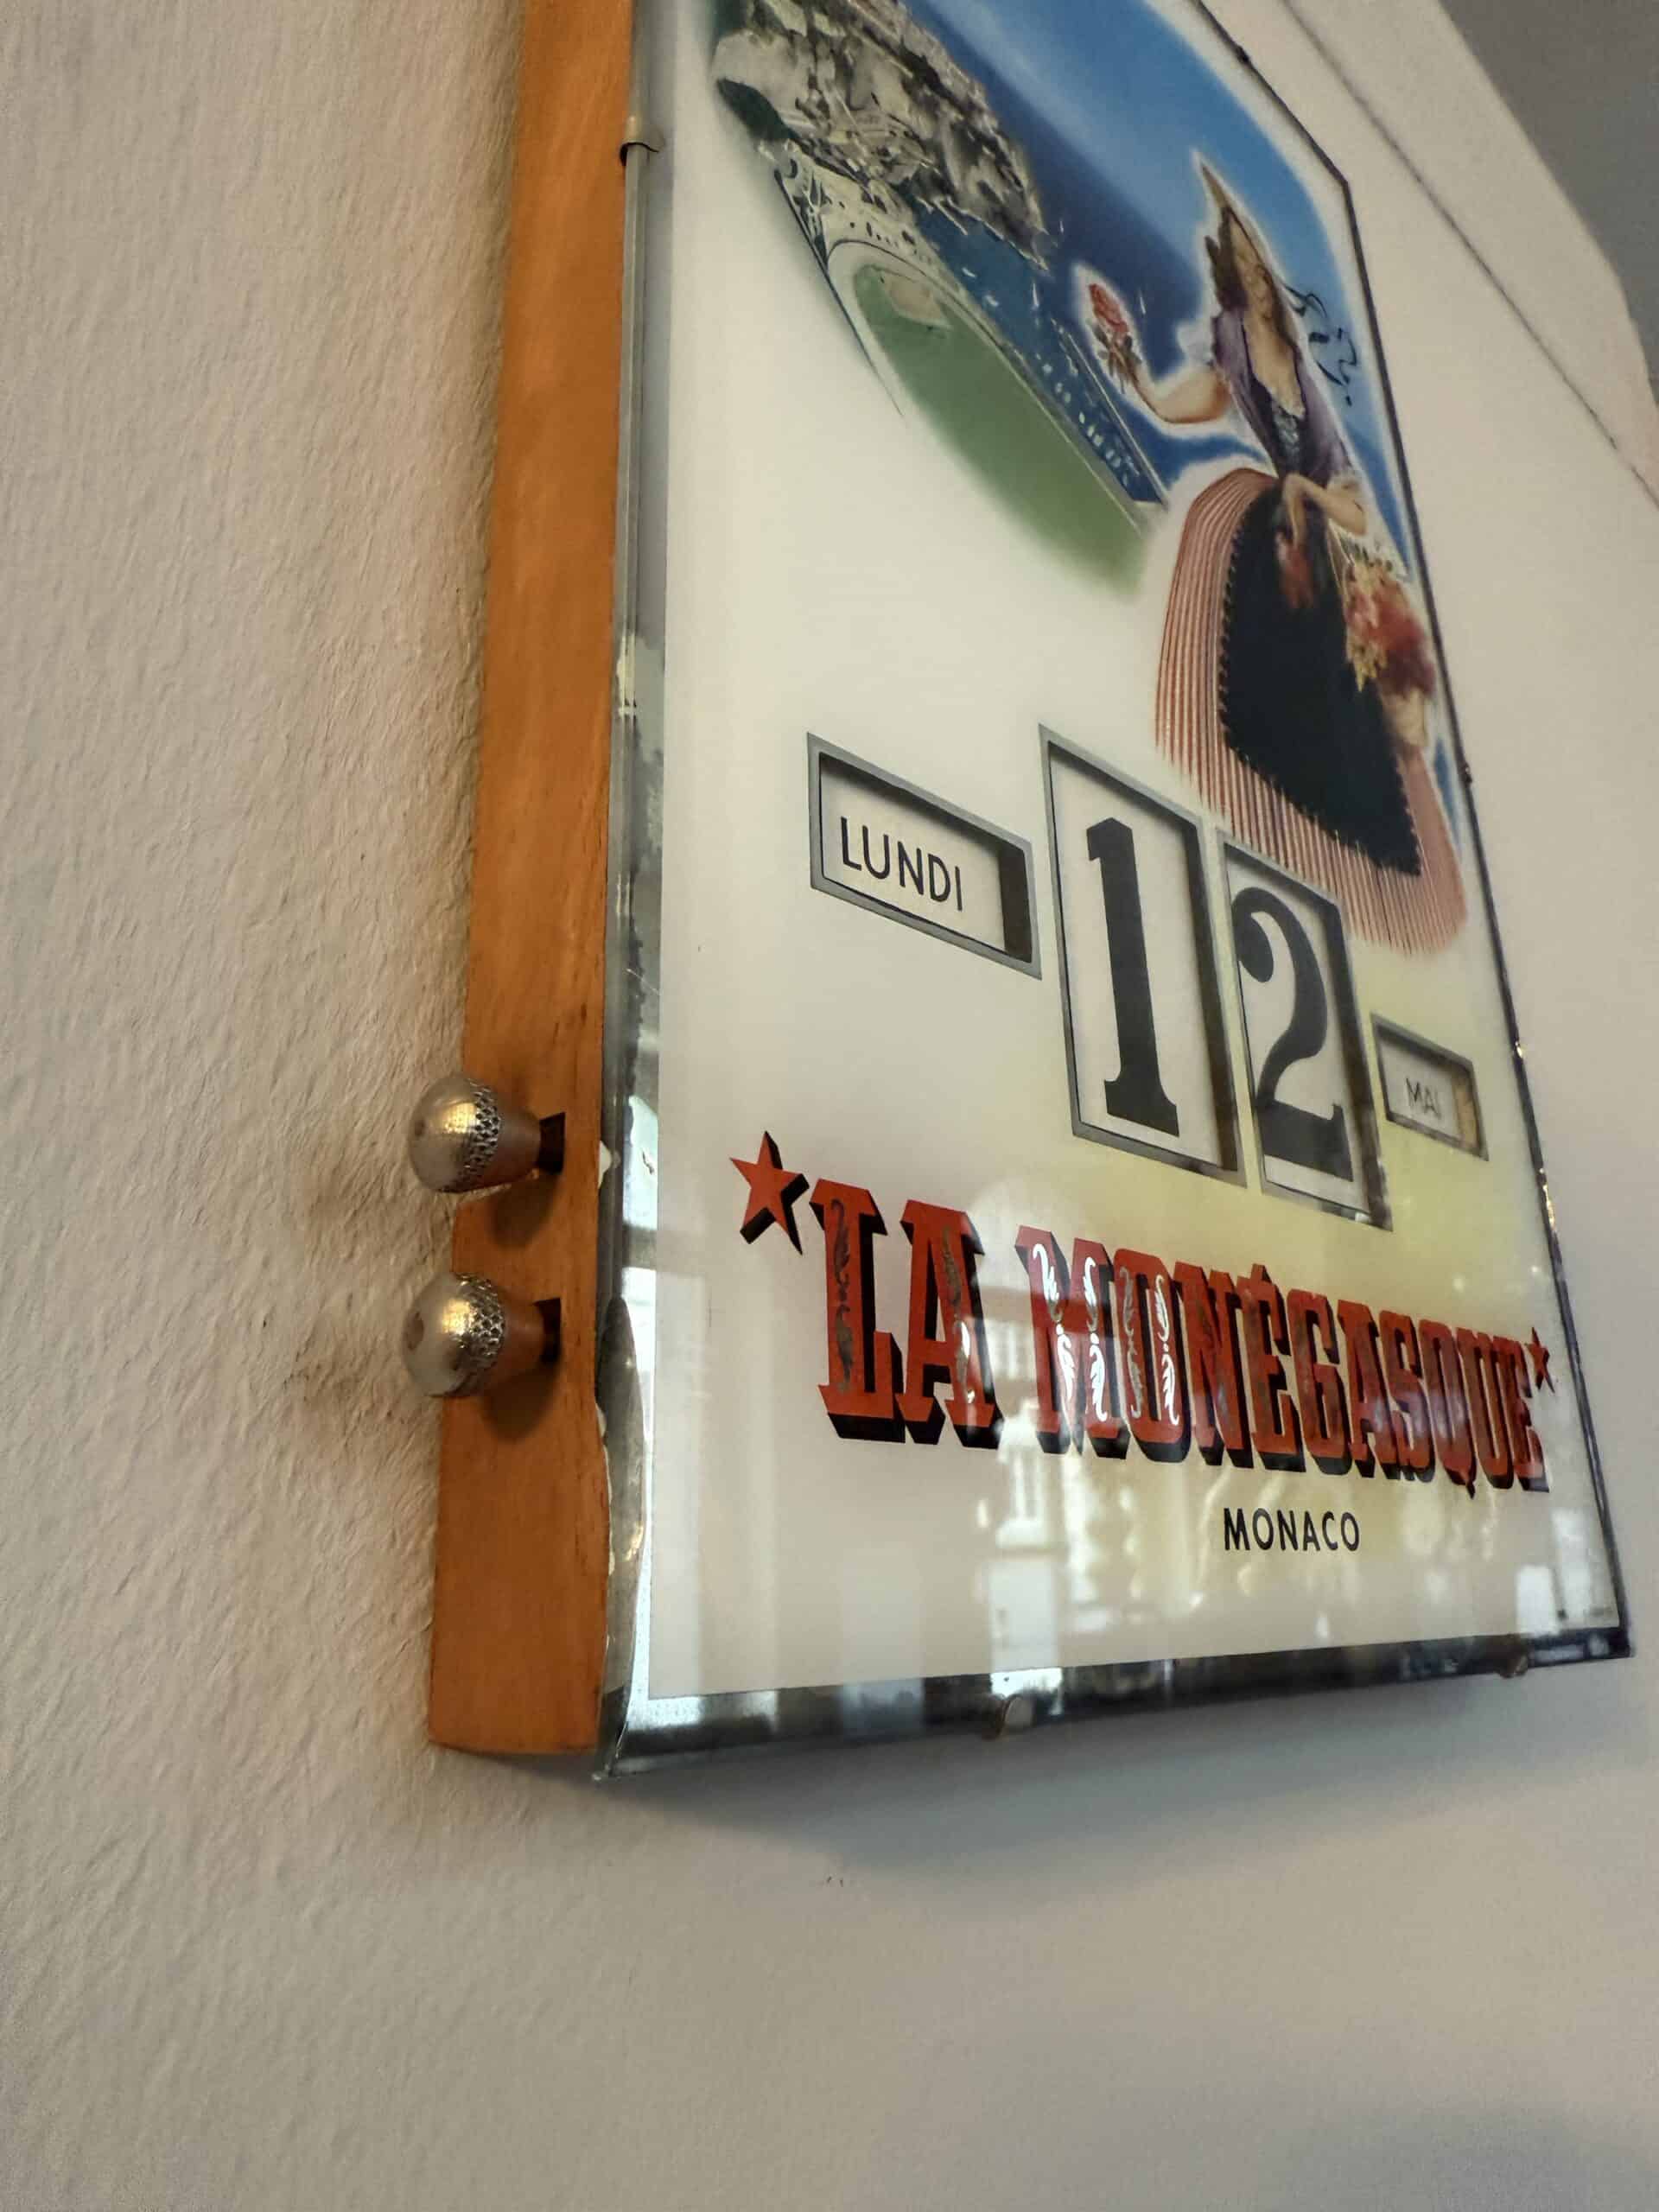 LUNDI 12 MAI
LA MONÉGASQUE
MONACO